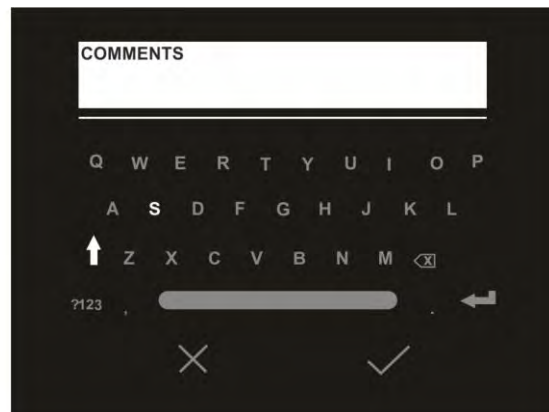 COMMENTS
Q W E R T Y U I O P
A S D F G H J K L
Z X C V B N M X
?123 , .